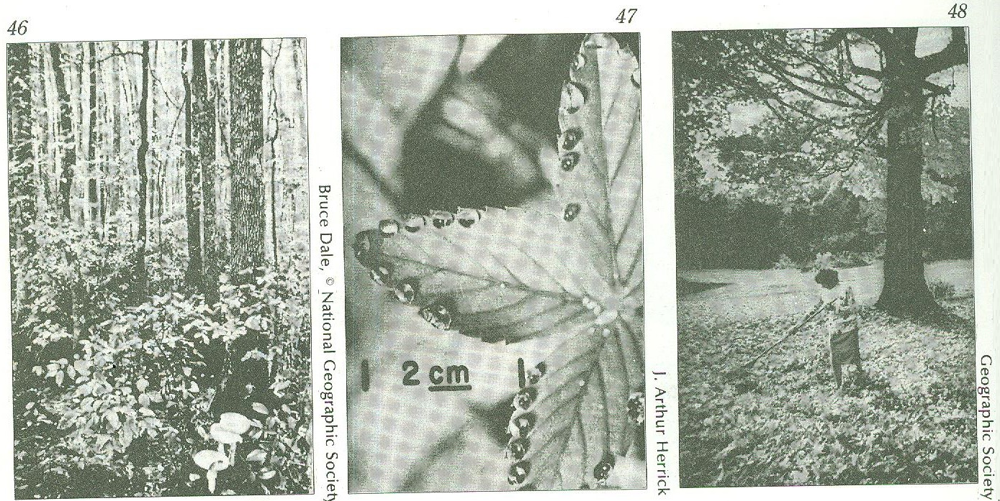 46
47
48
Bruce Dale, © National Geographic Society
2 cm
J. Arthur Herrick
Geographic Society